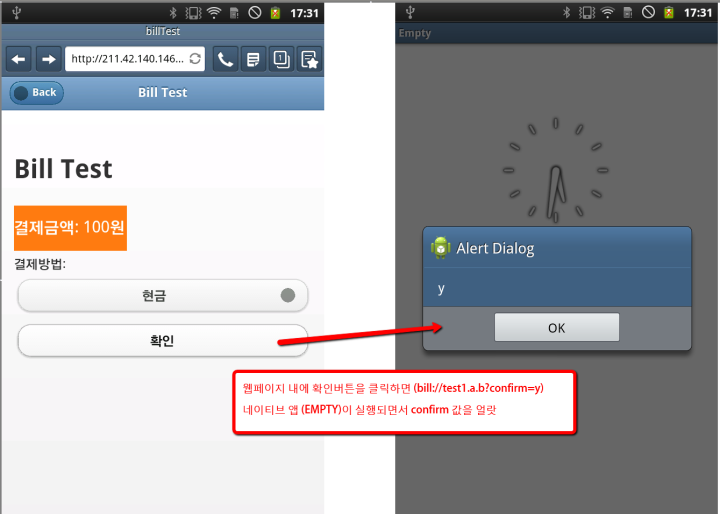 17:31
billTest
http://211.42.140.146...
1
Back
Bill Test
Bill Test
결제금액: 100원
결제방법:
현금
확인
17:31
Empty
Alert Dialog
y
OK
웹페이지 내에 확인버튼을 클릭하면 (bill://test1.a.b?confirm=y)
네이티브 앱 (EMPTY)이 실행되면서 confirm 값을 얼랏